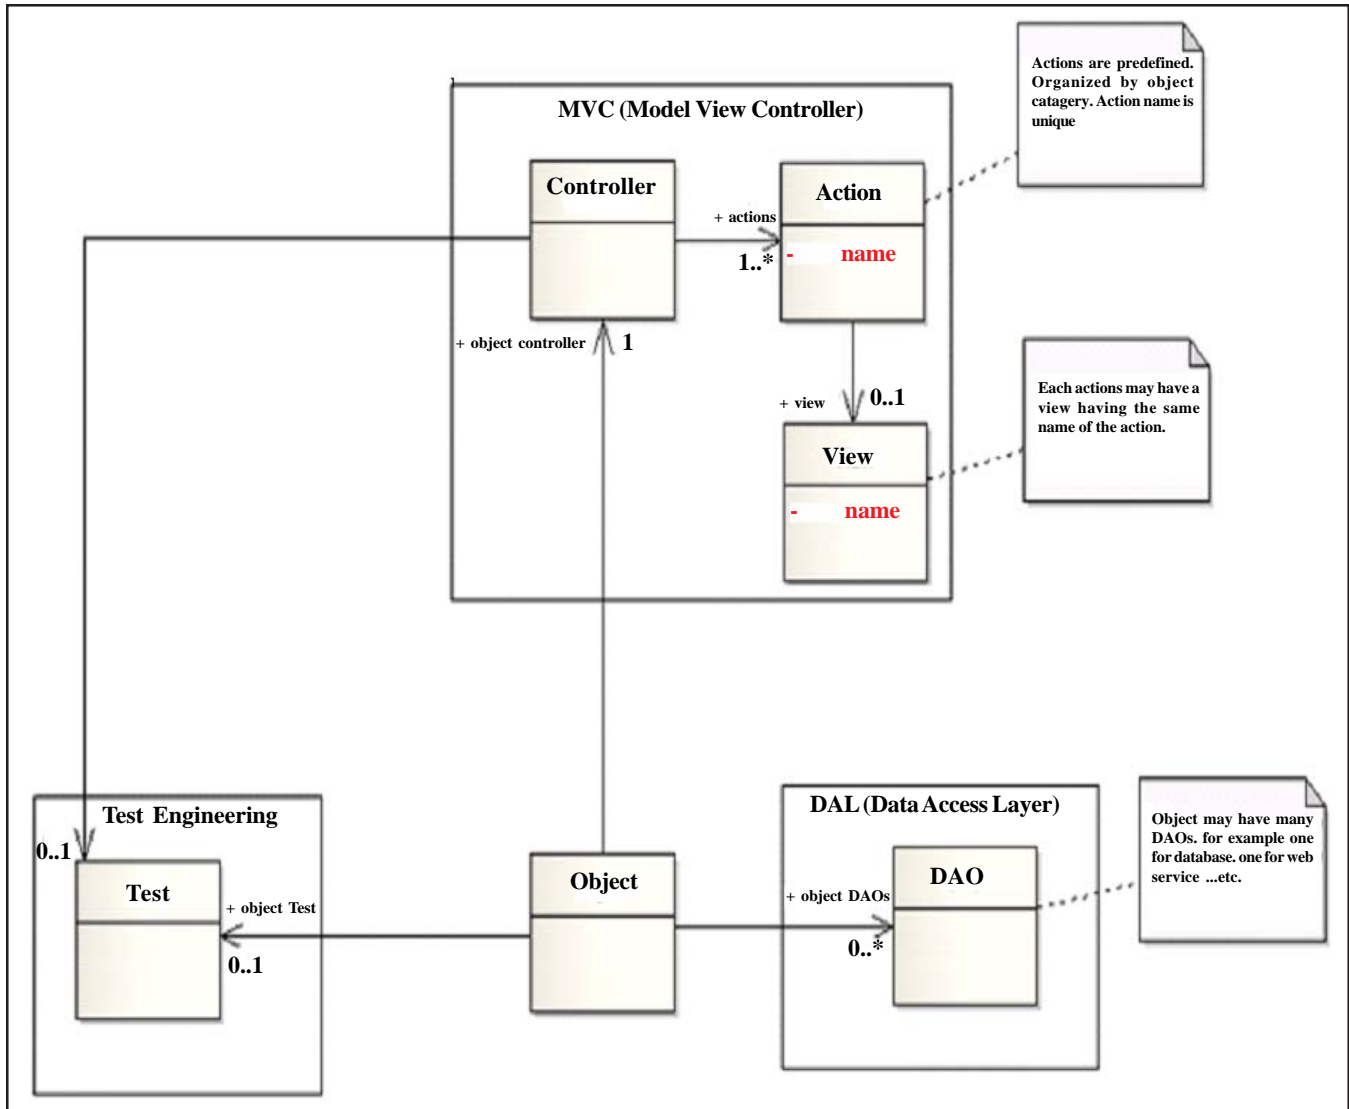 Actions are predefined.
Organized by object
catagery. Action name is
unique
1
MVC (Model View Controller)
Controller
Action
+ actions
1..*
- name
+ object controller
1
+ view
0..1
View
- name
Each actions may have a
view having the same
name of the action.
Test Engineering
0..1
Test
+ object Test
0..1
Object
DAL (Data Access Layer)
DAO
+ object DAOs
0..*
Object may have many
DAOs. for example one
for database. one for web
service ...etc.